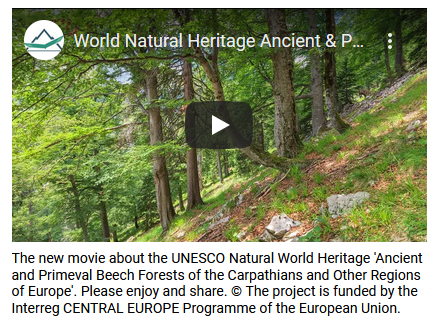 World Natural Heritage Ancient & P...
The new movie about the UNESCO Natural World Heritage 'Ancient
and Primeval Beech Forests of the Carpathians and Other Regions
of Europe'. Please enjoy and share. © The project is funded by the
Interreg CENTRAL EUROPE Programme of the European Union.